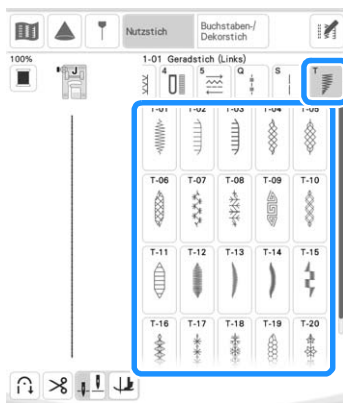 Nutzstich
Buchstaben-/
Dekorstich
100%
J
1-01 Geradstich (Links)
4 5 Q S T
T-01 T-02 T-03 T-04 T-05
T-06 T-07 T-08 T-09 T-10
T-11 T-12 T-13 T-14 T-15
T-16 T-17 T-18 T-19 T-20